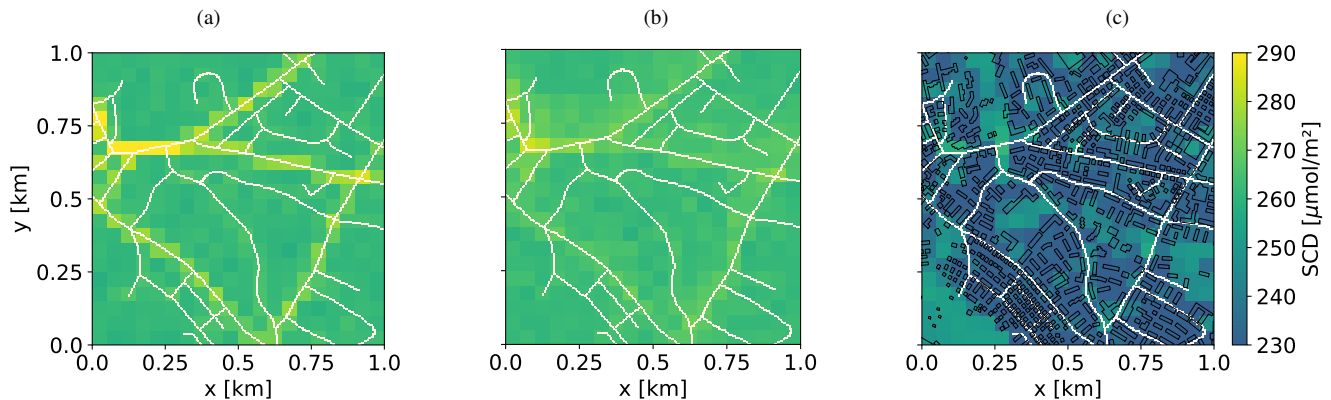 (a)
(b)
(c)
1.0
0.75
0.5
0.25
0.0
y [km]
0.0 0.25 0.5 0.75 1.0
x [km]
0.0 0.25 0.5 0.75 1.0
x [km]
0.0 0.25 0.5 0.75 1.0
x [km]
290
280
270
260
250
240
230
SCD [μmol/m²]